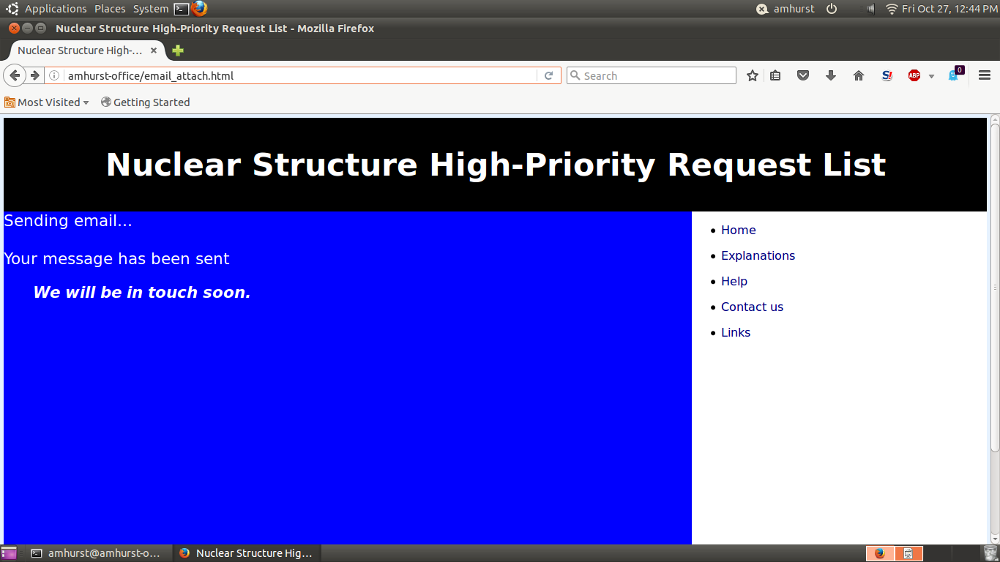 Applications Places System
amhurst Fri Oct 27, 12:44 PM
Nuclear Structure High-Priority Request List - Mozilla Firefox
Nuclear Structure High-...
amhurst-office/email_attach.html
Search
S!
ABP
0
Most Visited
Getting Started
Nuclear Structure High-Priority Request List
Sending email...
Your message has been sent
We will be in touch soon.
Home
Explanations
Help
Contact us
Links
amhurst@amhurst-o...
Nuclear Structure Hig...